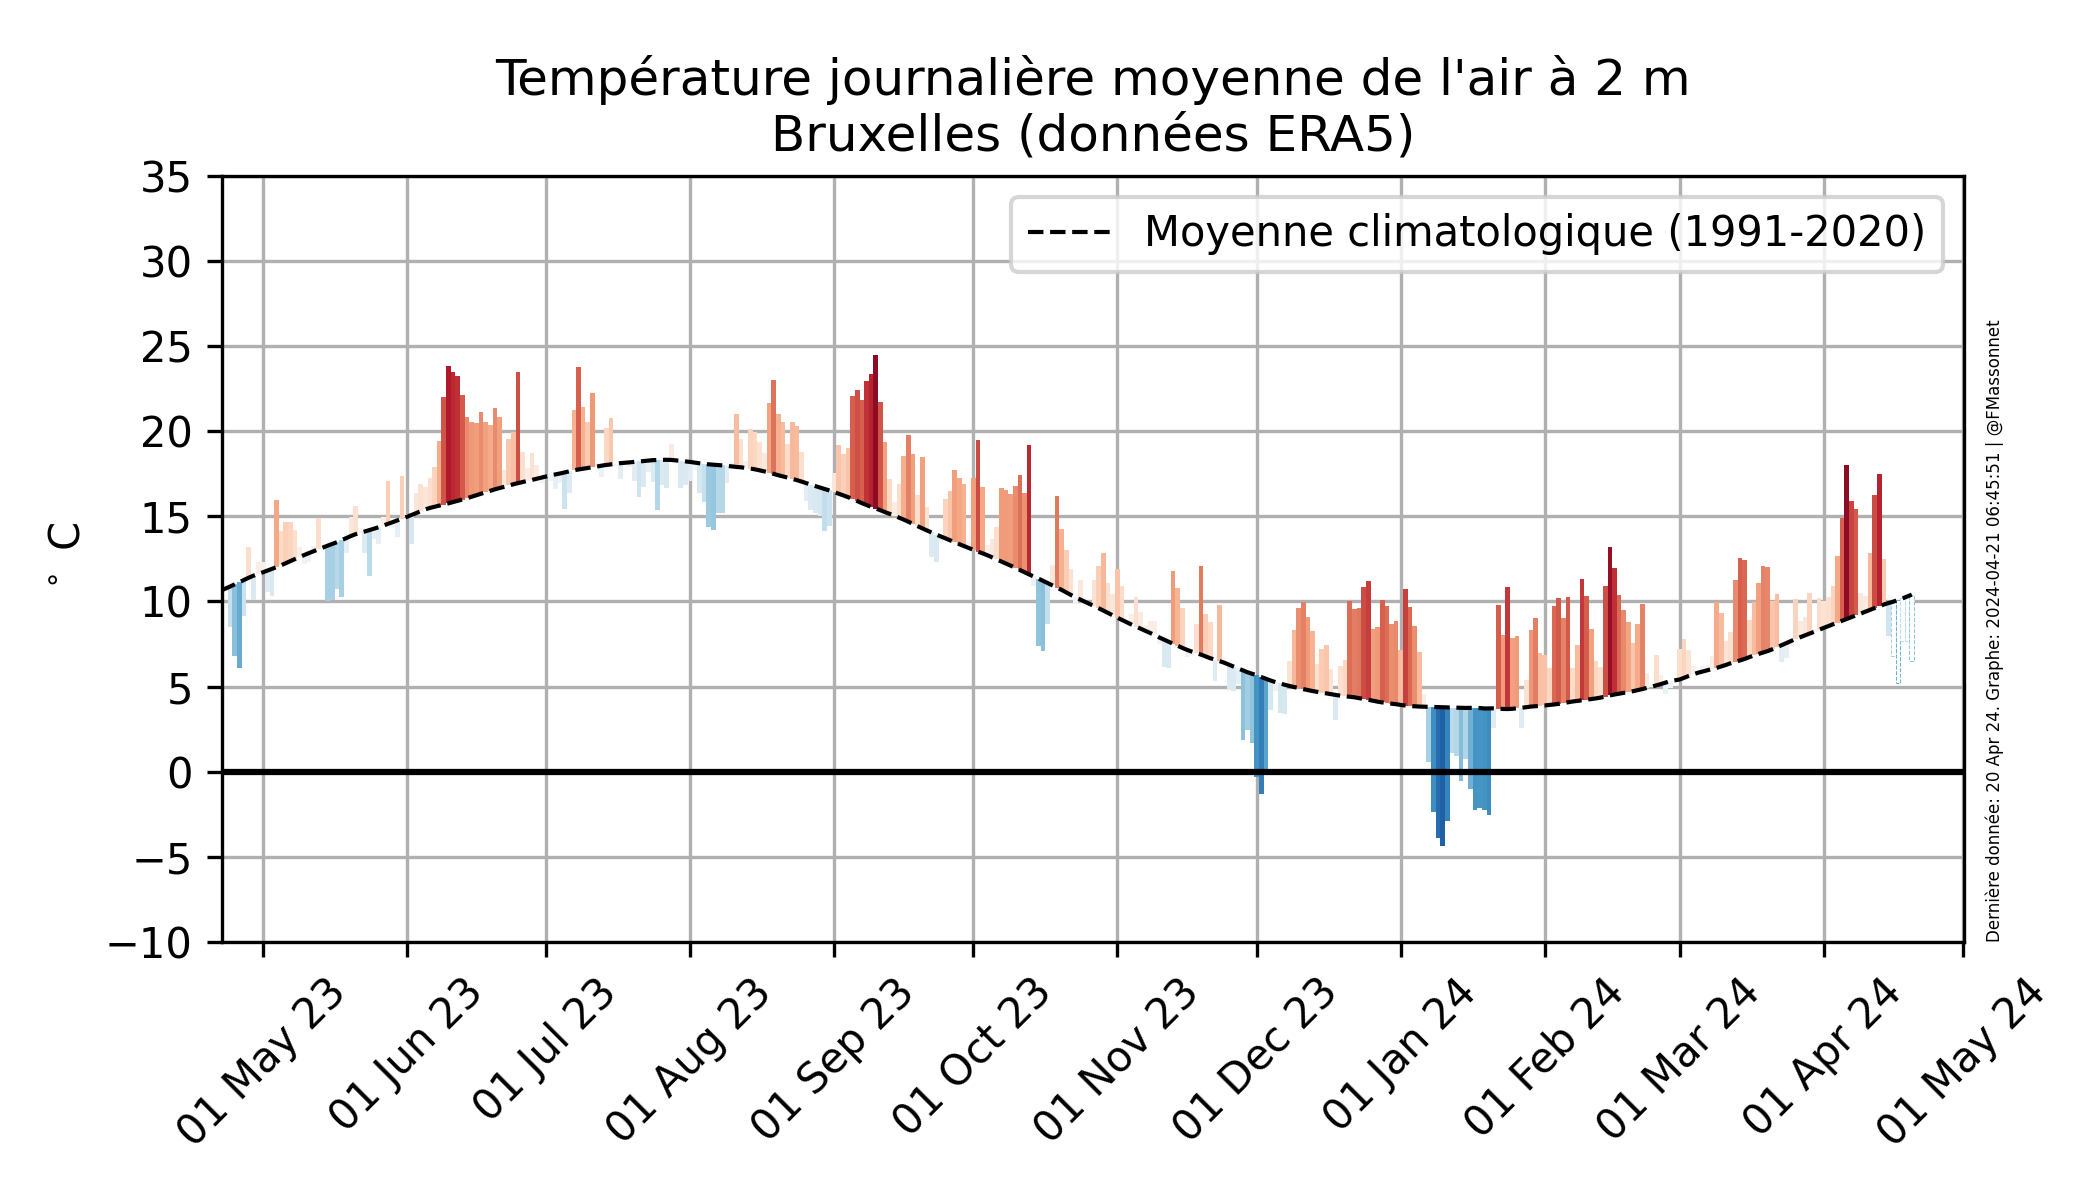 Température journalière moyenne de l'air à 2 m
Bruxelles (données ERA5)
35
30
25
20
15
10
5
0
−5
−10
° C
Moyenne climatologique (1991-2020)
01 May 23
01 Jun 23
01 Jul 23
01 Aug 23
01 Sep 23
01 Oct 23
01 Nov 23
01 Dec 23
01 Jan 24
01 Feb 24
01 Mar 24
01 Apr 24
01 May 24
Dernière donnée: 20 Apr 24. Graphe: 2024-04-21 06:45:51 | @FMassonnet